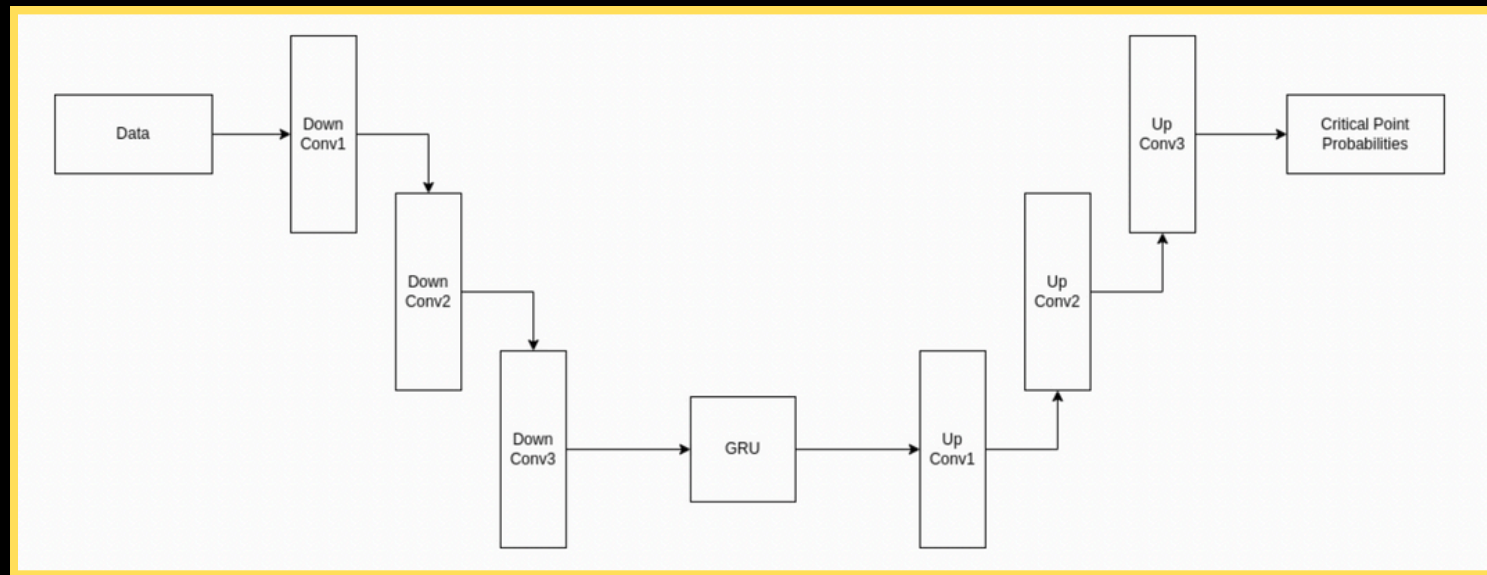 Data
Down
Conv1
Down
Conv2
Down
Conv3
GRU
Up
Conv1
Up
Conv2
Up
Conv3
Critical Point
Probabilities